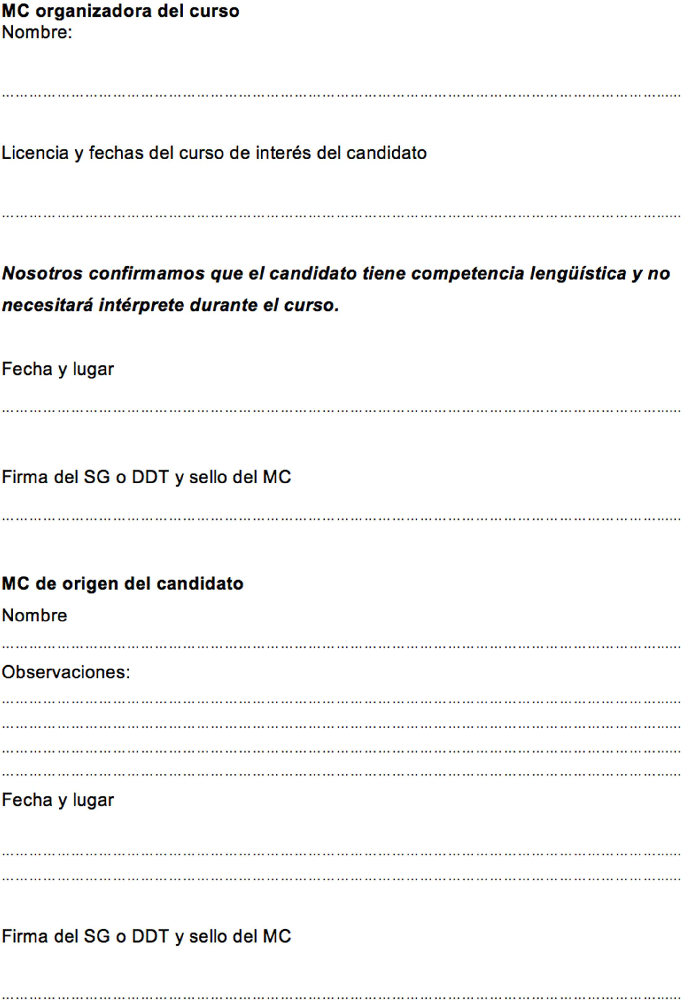 MC organizadora del curso
Nombre:
................................................................................
Licencia y fechas del curso de interés del candidato
................................................................................
Nosotros confirmamos que el candidato tiene competencia lengüística y no
necesitará intérprete durante el curso.
Fecha y lugar
................................................................................
Firma del SG o DDT y sello del MC
................................................................................
MC de origen del candidato
Nombre
................................................................................
Observaciones:
................................................................................
................................................................................
................................................................................
................................................................................
Fecha y lugar
................................................................................
................................................................................
Firma del SG o DDT y sello del MC
................................................................................